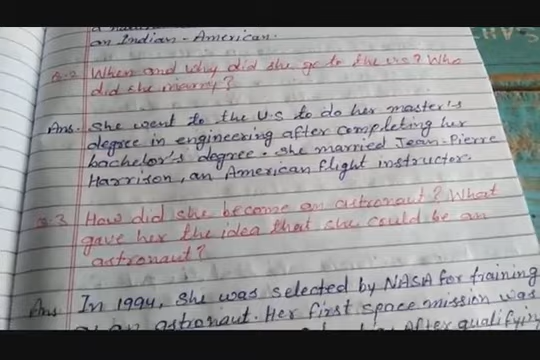 an Indian-American.
Q.2 When and why did she go to the U.S? Who
did she marry?
Ans. She went to the U.S to do her master's
degree in engineering after completing her
bachelor's degree. She married Jean-Pierre
Harrison, an American flight instructor.
Q.3 How did she become an astronaut? What
gave her the idea that she could be an
astronaut?
Ans. In 1994, she was selected by NASA for training
as an astronaut. Her first space mission was
After qualifying